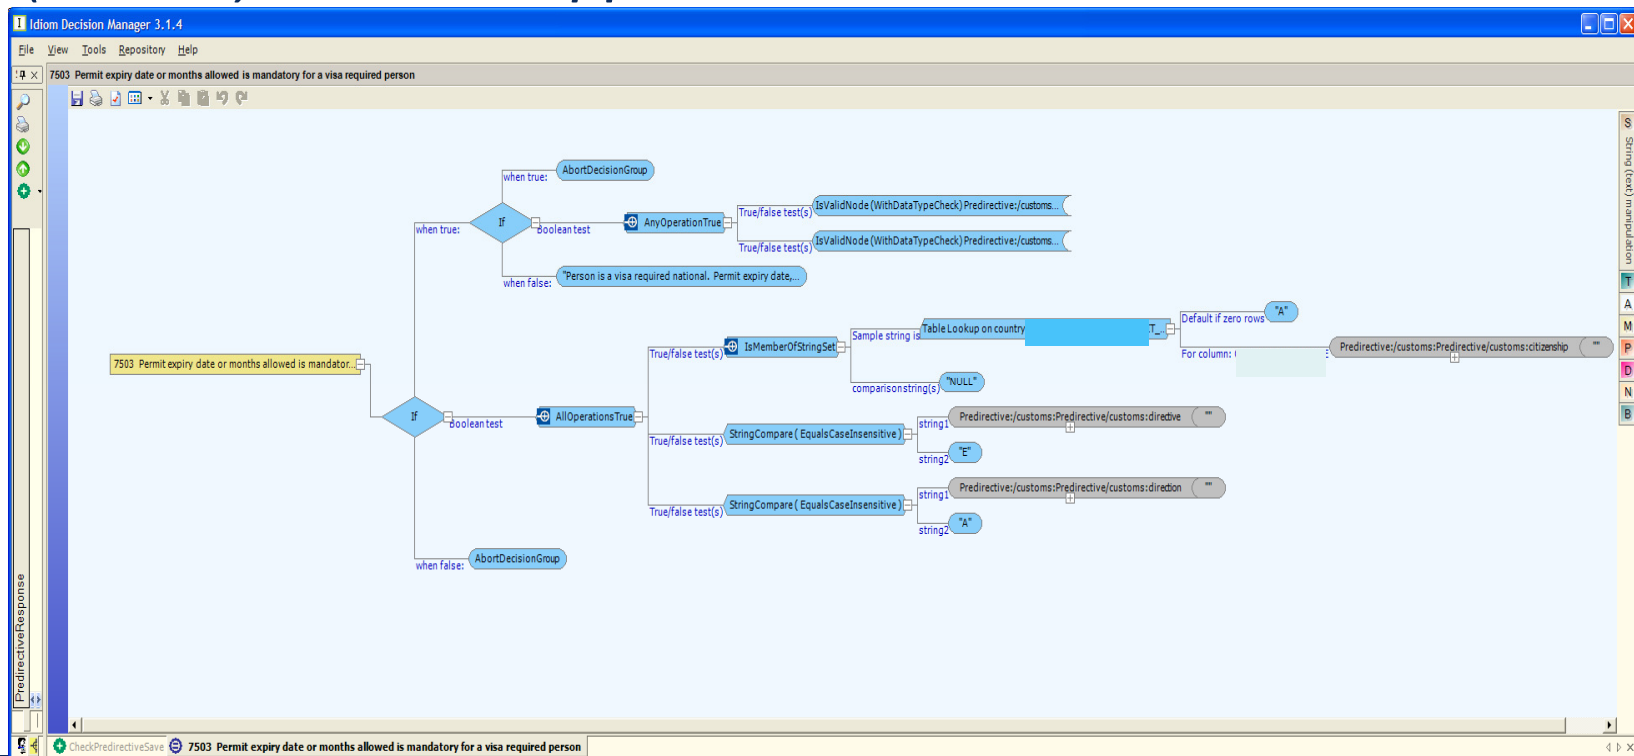 Idiom Decision Manager 3.1.4
File View Tools Repository Help
7503 Permit expiry date or months allowed is mandatory for a visa required person
when true: AbortDecisionGroup
when true: If
Boolean test AnyOperationTrue
True/false test(s) IsValidNode (WithDataTypeCheck) Predirective:/customs...
True/false test(s) IsValidNode (WithDataTypeCheck) Predirective:/customs...
when false: "Person is a visa required national. Permit expiry date,...
7503 Permit expiry date or months allowed is mandator...
If
Boolean test AllOperationsTrue
True/false test(s) IsMemberOfStringSet
Sample string is Table Lookup on country T_...
Default if zero rows "A"
For column: Predirective:/customs:Predirective/customs:citizenship ""
comparison string(s) "NULL"
True/false test(s) StringCompare ( EqualsCaseInsensitive )
string1 Predirective:/customs:Predirective/customs:directive ""
string2 "E"
True/false test(s) StringCompare ( EqualsCaseInsensitive )
string1 Predirective:/customs:Predirective/customs:direction ""
string2 "A"
when false: AbortDecisionGroup
PredirectiveResponse
S String (text) manipulation
T
A
M
P
D
N
B
CheckPredirectiveSave 7503 Permit expiry date or months allowed is mandatory for a visa required person